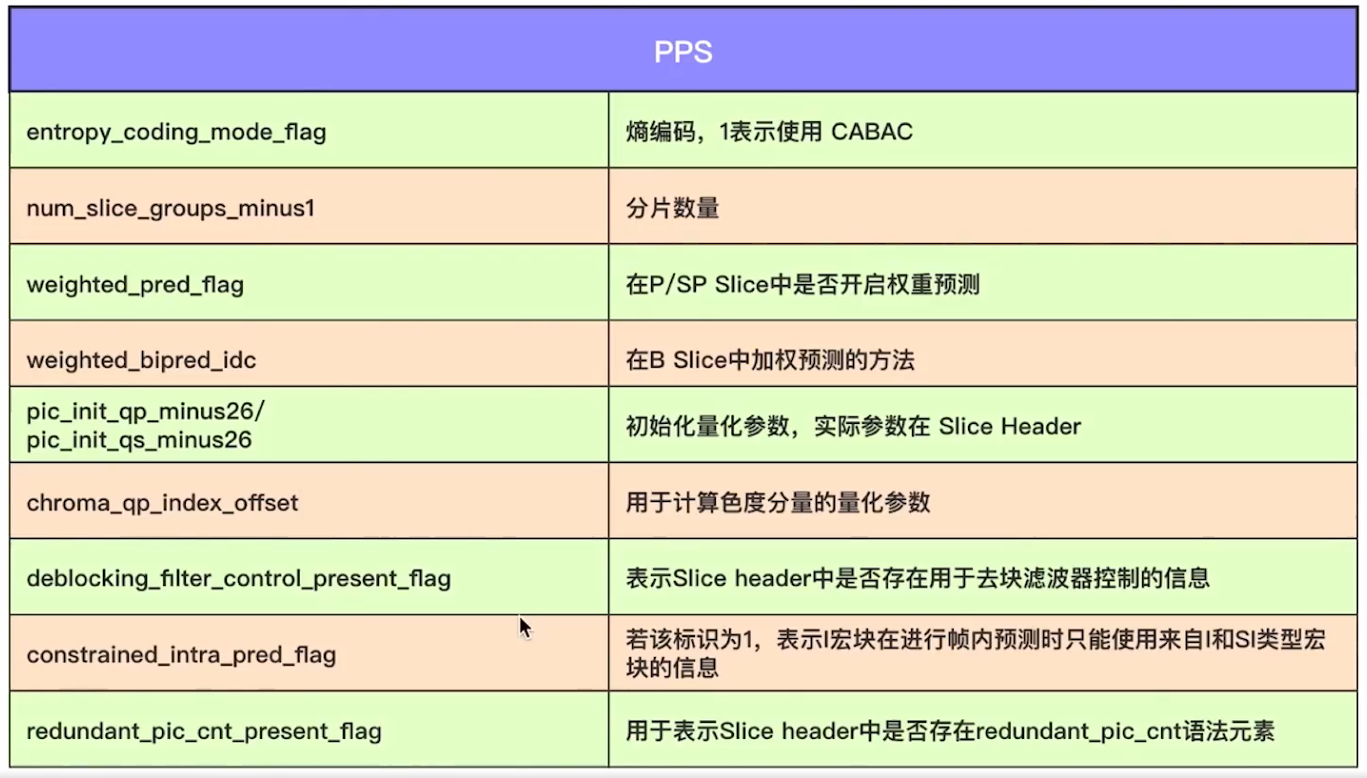 PPS
entropy_coding_mode_flag
熵编码，1表示使用 CABAC
num_slice_groups_minus1
分片数量
weighted_pred_flag
在P/SP Slice中是否开启权重预测
weighted_bipred_idc
在B Slice中加权预测的方法
pic_init_qp_minus26/
pic_init_qs_minus26
初始化量化参数，实际参数在 Slice Header
chroma_qp_index_offset
用于计算色度分量的量化参数
deblocking_filter_control_present_flag
表示Slice header中是否存在用于去块滤波器控制的信息
constrained_intra_pred_flag
若该标识为1，表示I宏块在进行帧内预测时只能使用来自I和SI类型宏
块的信息
redundant_pic_cnt_present_flag
用于表示Slice header中是否存在redundant_pic_cnt语法元素